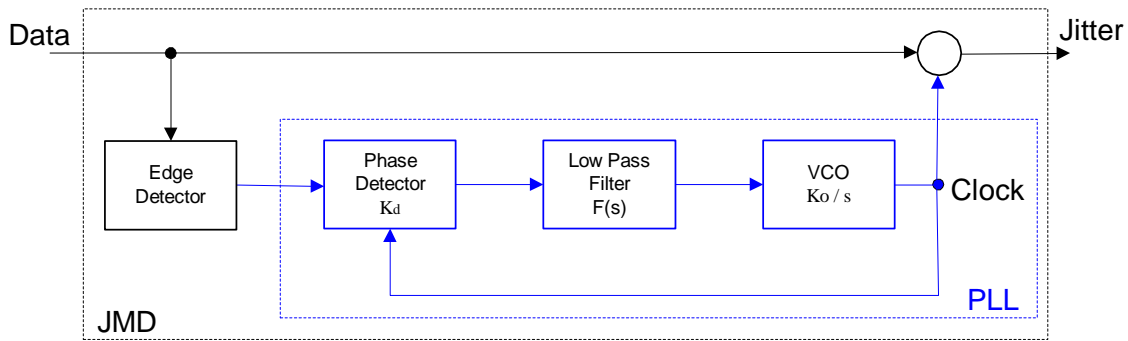 Data
Jitter
Edge
Detector
Phase
Detector
Kd
Low Pass
Filter
F(s)
VCO
Ko / s
Clock
PLL
JMD